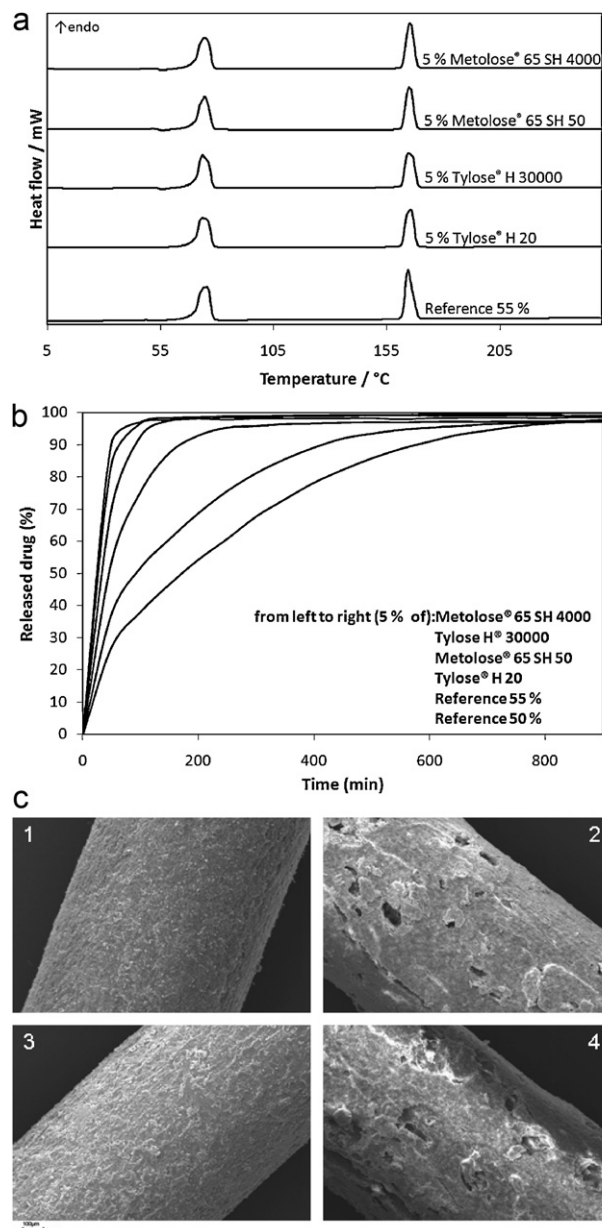 a
↑endo
5 % Metolose® 65 SH 4000
5 % Metolose® 65 SH 50
5 % Tylose® H 30000
5 % Tylose® H 20
Reference 55 %
Heat flow / mW
5 55 105 155 205
Temperature / °C
b
100
90
80
70
60
50
40
30
20
10
0
Released drug (%)
from left to right (5 % of):Metolose® 65 SH 4000
Tylose H® 30000
Metolose® 65 SH 50
Tylose® H 20
Reference 55 %
Reference 50 %
0 200 400 600 800
Time (min)
c
1
2
3
4
100µm